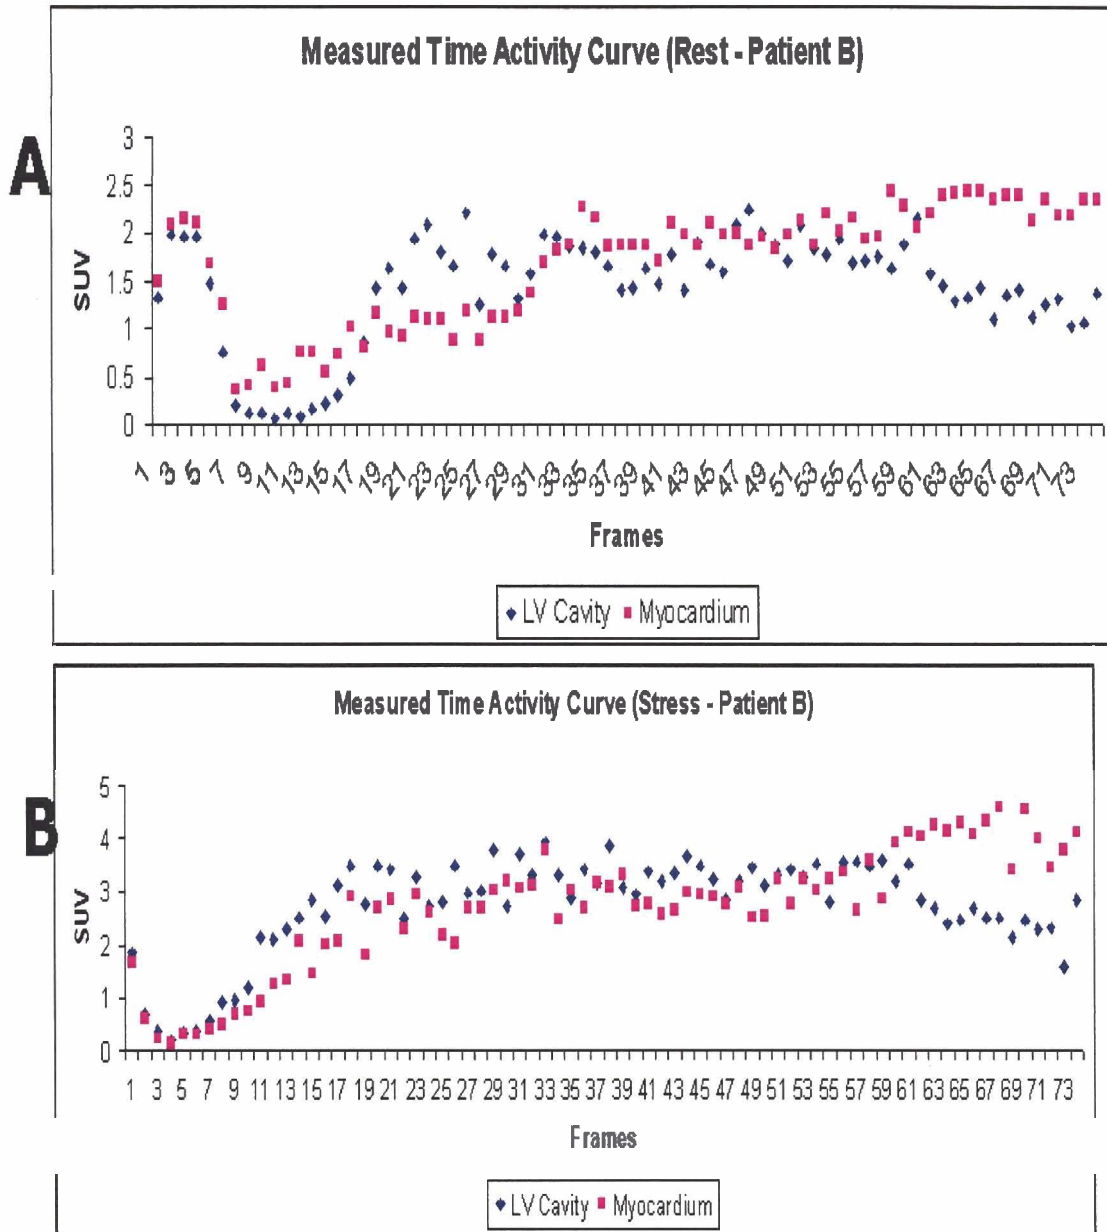 Measured Time Activity Curve (Rest - Patient B)
A
3
2.5
2
1.5
1
0.5
0
SUV
1 3 5 7 9 11 13 15 17 19 21 23 25 27 29 31 33 35 37 39 41 43 45 47 49 51 53 55 57 59 61 63 65 67 69 71 73
Frames
LV Cavity Myocardium
Measured Time Activity Curve (Stress - Patient B)
B
5
4
3
2
1
0
SUV
1 3 5 7 9 11 13 15 17 19 21 23 25 27 29 31 33 35 37 39 41 43 45 47 49 51 53 55 57 59 61 63 65 67 69 71 73
Frames
LV Cavity Myocardium